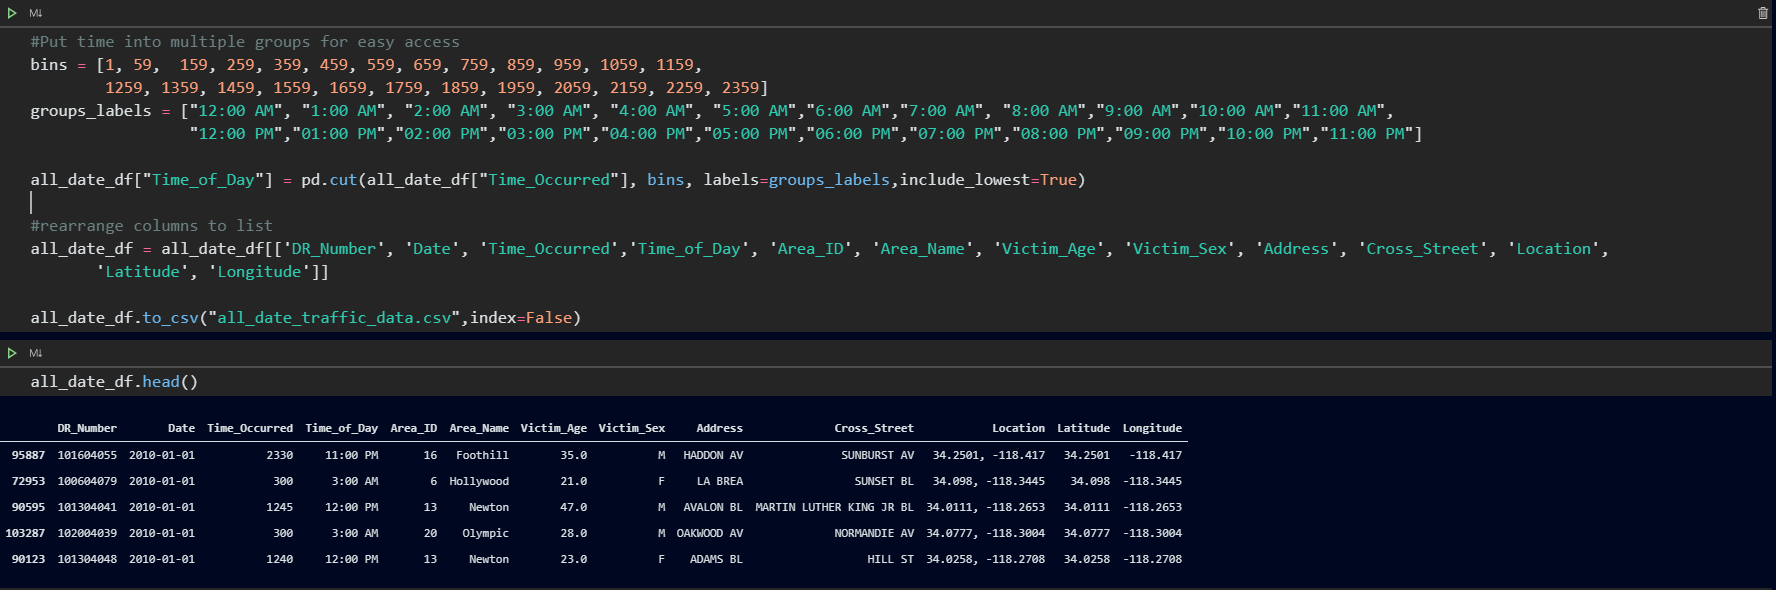 M↓
#Put time into multiple groups for easy access
bins = [1, 59,  159, 259, 359, 459, 559, 659, 759, 859, 959, 1059, 1159,
        1259, 1359, 1459, 1559, 1659, 1759, 1859, 1959, 2059, 2159, 2259, 2359]
groups_labels = ["12:00 AM", "1:00 AM", "2:00 AM", "3:00 AM", "4:00 AM", "5:00 AM","6:00 AM","7:00 AM", "8:00 AM","9:00 AM","10:00 AM","11:00 AM",
                 "12:00 PM","01:00 PM","02:00 PM","03:00 PM","04:00 PM","05:00 PM","06:00 PM","07:00 PM","08:00 PM","09:00 PM","10:00 PM","11:00 PM"]
all_date_df["Time_of_Day"] = pd.cut(all_date_df["Time_Occurred"], bins, labels=groups_labels,include_lowest=True)
#rearrange columns to list
all_date_df = all_date_df[['DR_Number', 'Date', 'Time_Occurred','Time_of_Day', 'Area_ID', 'Area_Name', 'Victim_Age', 'Victim_Sex', 'Address', 'Cross_Street', 'Location',
       'Latitude', 'Longitude']]
all_date_df.to_csv("all_date_traffic_data.csv",index=False)
M↓
all_date_df.head()
DR_Number Date Time_Occurred Time_of_Day Area_ID Area_Name Victim_Age Victim_Sex Address Cross_Street Location Latitude Longitude
95887 101604055 2010-01-01 2330 11:00 PM 16 Foothill 35.0 M HADDON AV SUNBURST AV 34.2501, -118.417 34.2501 -118.417
72953 100604079 2010-01-01 300 3:00 AM 6 Hollywood 21.0 F LA BREA SUNSET BL 34.098, -118.3445 34.098 -118.3445
90595 101304041 2010-01-01 1245 12:00 PM 13 Newton 47.0 M AVALON BL MARTIN LUTHER KING JR BL 34.0111, -118.2653 34.0111 -118.2653
103287 102004039 2010-01-01 300 3:00 AM 20 Olympic 28.0 M OAKWOOD AV NORMANDIE AV 34.0777, -118.3004 34.0777 -118.3004
90123 101304048 2010-01-01 1240 12:00 PM 13 Newton 23.0 F ADAMS BL HILL ST 34.0258, -118.2708 34.0258 -118.2708